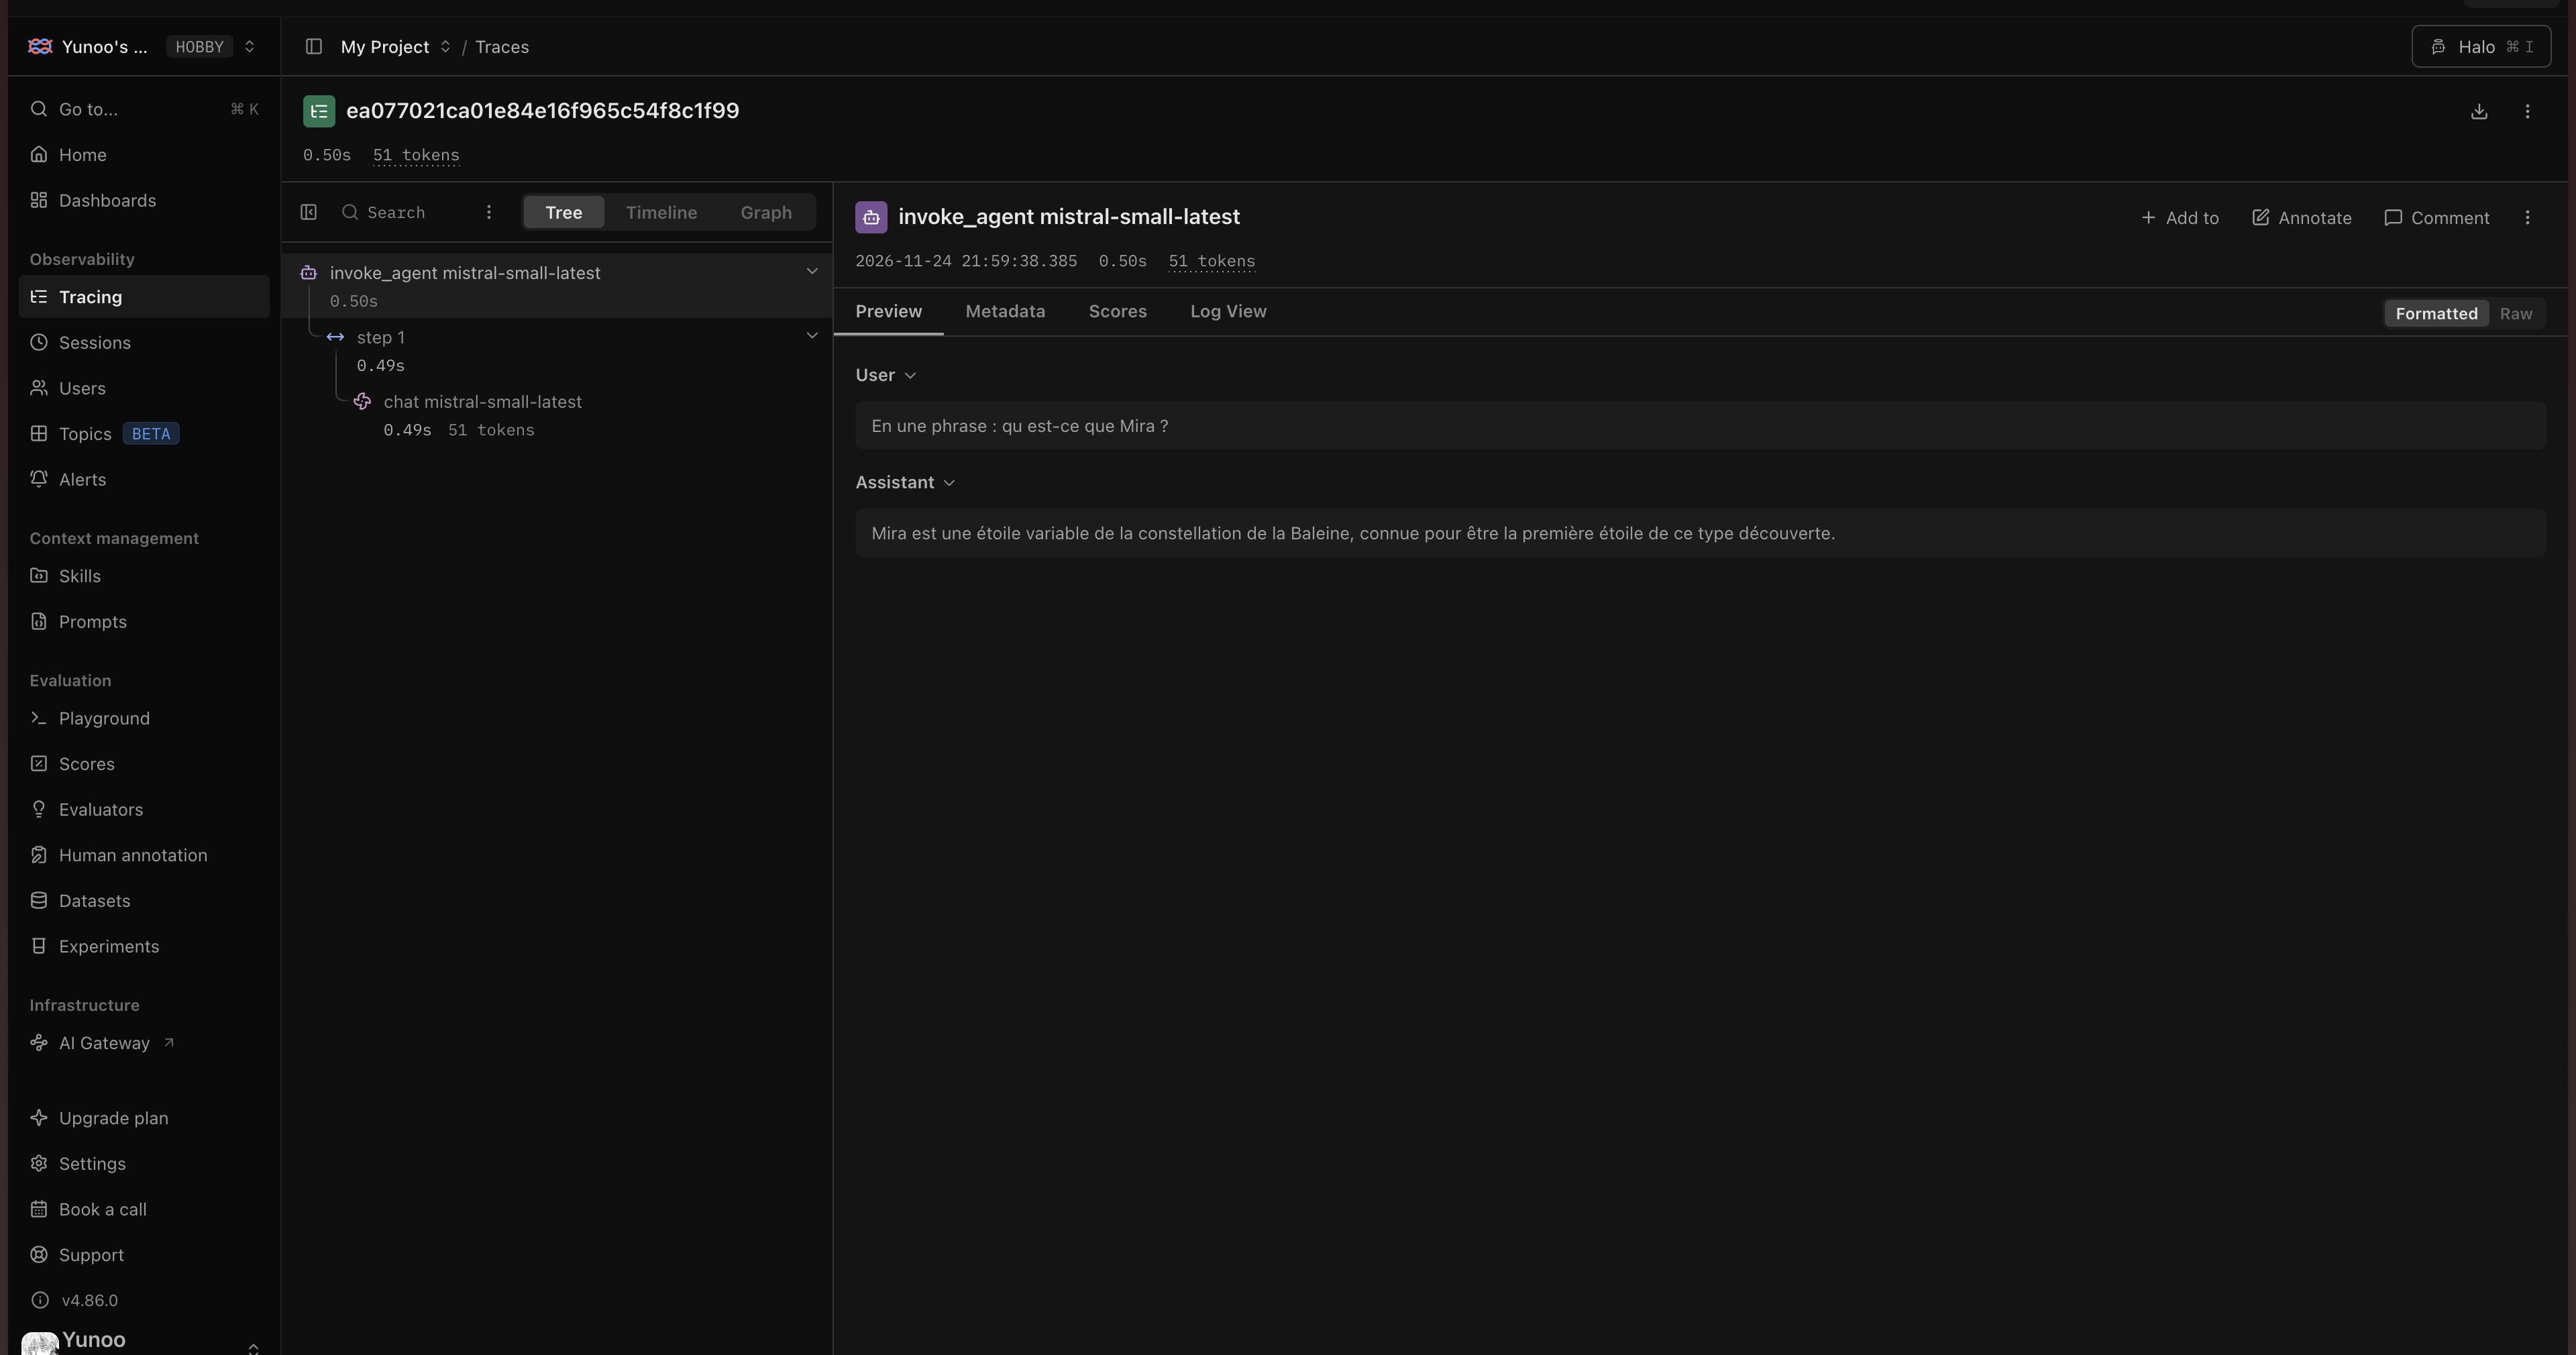 Yunoo's ... HOBBY
My Project / Traces
Halo ⌘ I
Go to... ⌘ K
Home
Dashboards
Observability
Tracing
Sessions
Users
Topics BETA
Alerts
Context management
Skills
Prompts
Evaluation
Playground
Scores
Evaluators
Human annotation
Datasets
Experiments
Infrastructure
AI Gateway
Upgrade plan
Settings
Book a call
Support
v4.86.0
Yunoo
ea077021ca01e84e16f965c54f8c1f99
0.50s 51 tokens
Search
Tree Timeline Graph
invoke_agent mistral-small-latest
0.50s
step 1
0.49s
chat mistral-small-latest
0.49s 51 tokens
invoke_agent mistral-small-latest
Add to Annotate Comment
2026-11-24 21:59:38.385 0.50s 51 tokens
Preview Metadata Scores Log View
Formatted Raw
User
En une phrase : qu est-ce que Mira ?
Assistant
Mira est une étoile variable de la constellation de la Baleine, connue pour être la première étoile de ce type découverte.